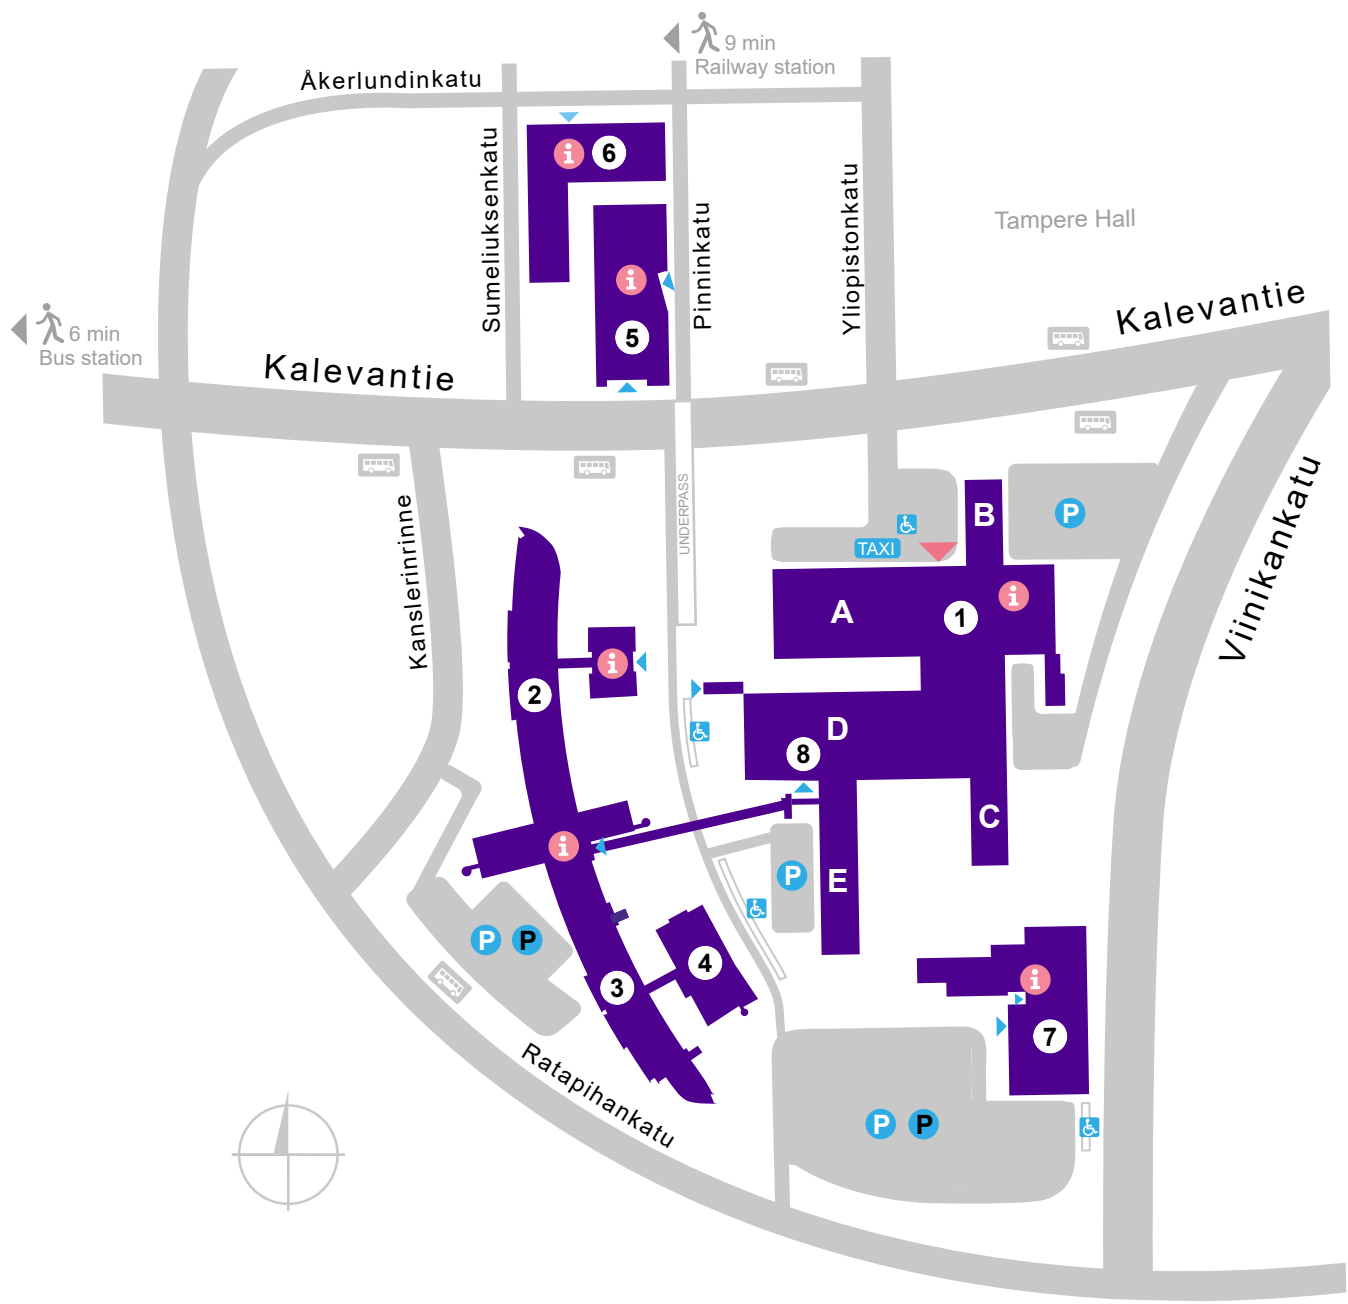 9 min
Railway station
Åkerlundinkatu
Sumeliuksenkatu
6
Pinninkatu
Yliopistonkatu
Tampere Hall
5
6 min
Bus station
Kalevantie
Kalevantie
Kanslerinrinne
UNDERPASS
TAXI
B
P
Viinikankatu
A
1
2
D
8
C
P
E
P P
4
3
7
Ratapihankatu
P P